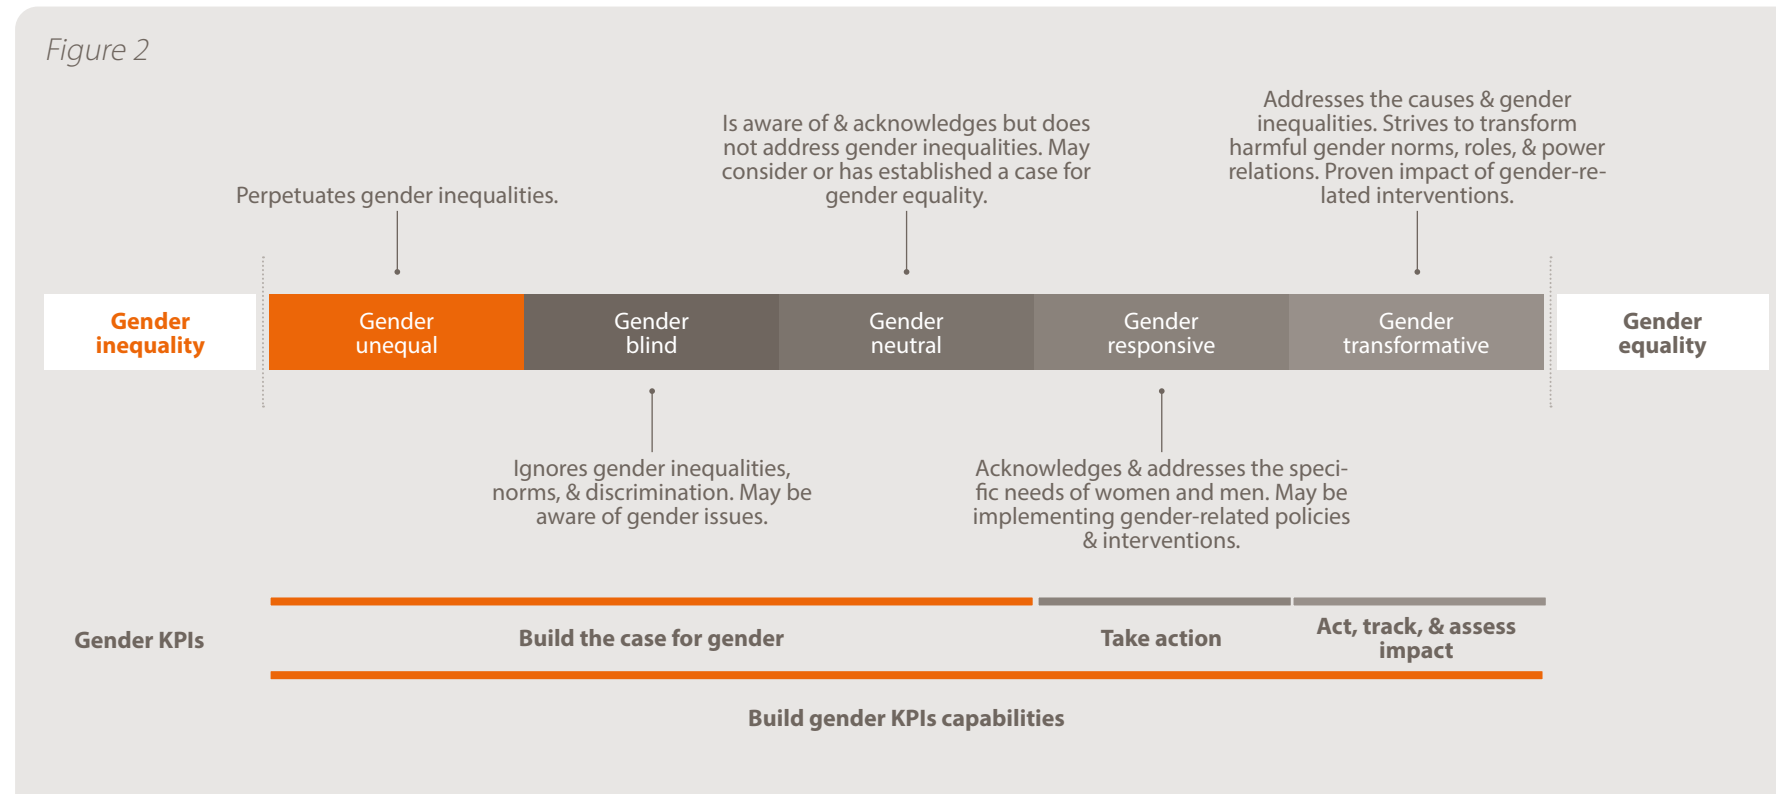 Figure 2
Perpetuates gender inequalities.
Is aware of & acknowledges but does
not address gender inequalities. May
consider or has established a case for
gender equality.
Addresses the causes & gender
inequalities. Strives to transform
harmful gender norms, roles, & power
relations. Proven impact of gender-re-
lated interventions.
Gender
inequality
Gender
unequal
Gender
blind
Gender
neutral
Gender
responsive
Gender
transformative
Gender
equality
Ignores gender inequalities,
norms, & discrimination. May be
aware of gender issues.
Acknowledges & addresses the speci-
fic needs of women and men. May be
implementing gender-related policies
& interventions.
Gender KPIs
Build the case for gender
Take action
Act, track, & assess
impact
Build gender KPIs capabilities